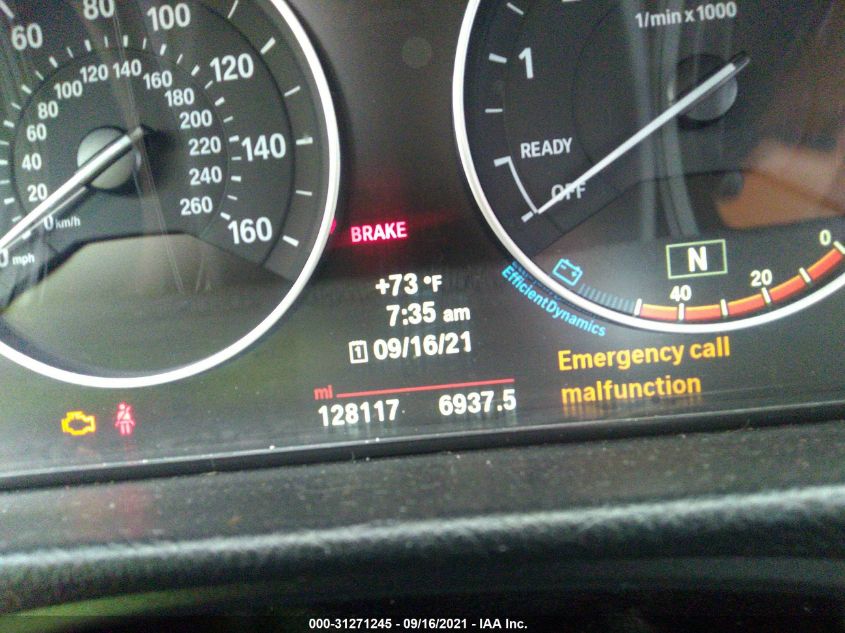 60
80
100
120
140
160
mph
20
40
60
80
100
120
140
160
180
200
220
240
260
0 km/h
1/min x 1000
1
READY
OFF
BRAKE
+73 °F
7:35 am
1 09/16/21
mi
128117 6937.5
N
40 20 0
EfficientDynamics
Emergency call
malfunction
000-31271245 - 09/16/2021 - IAA Inc.